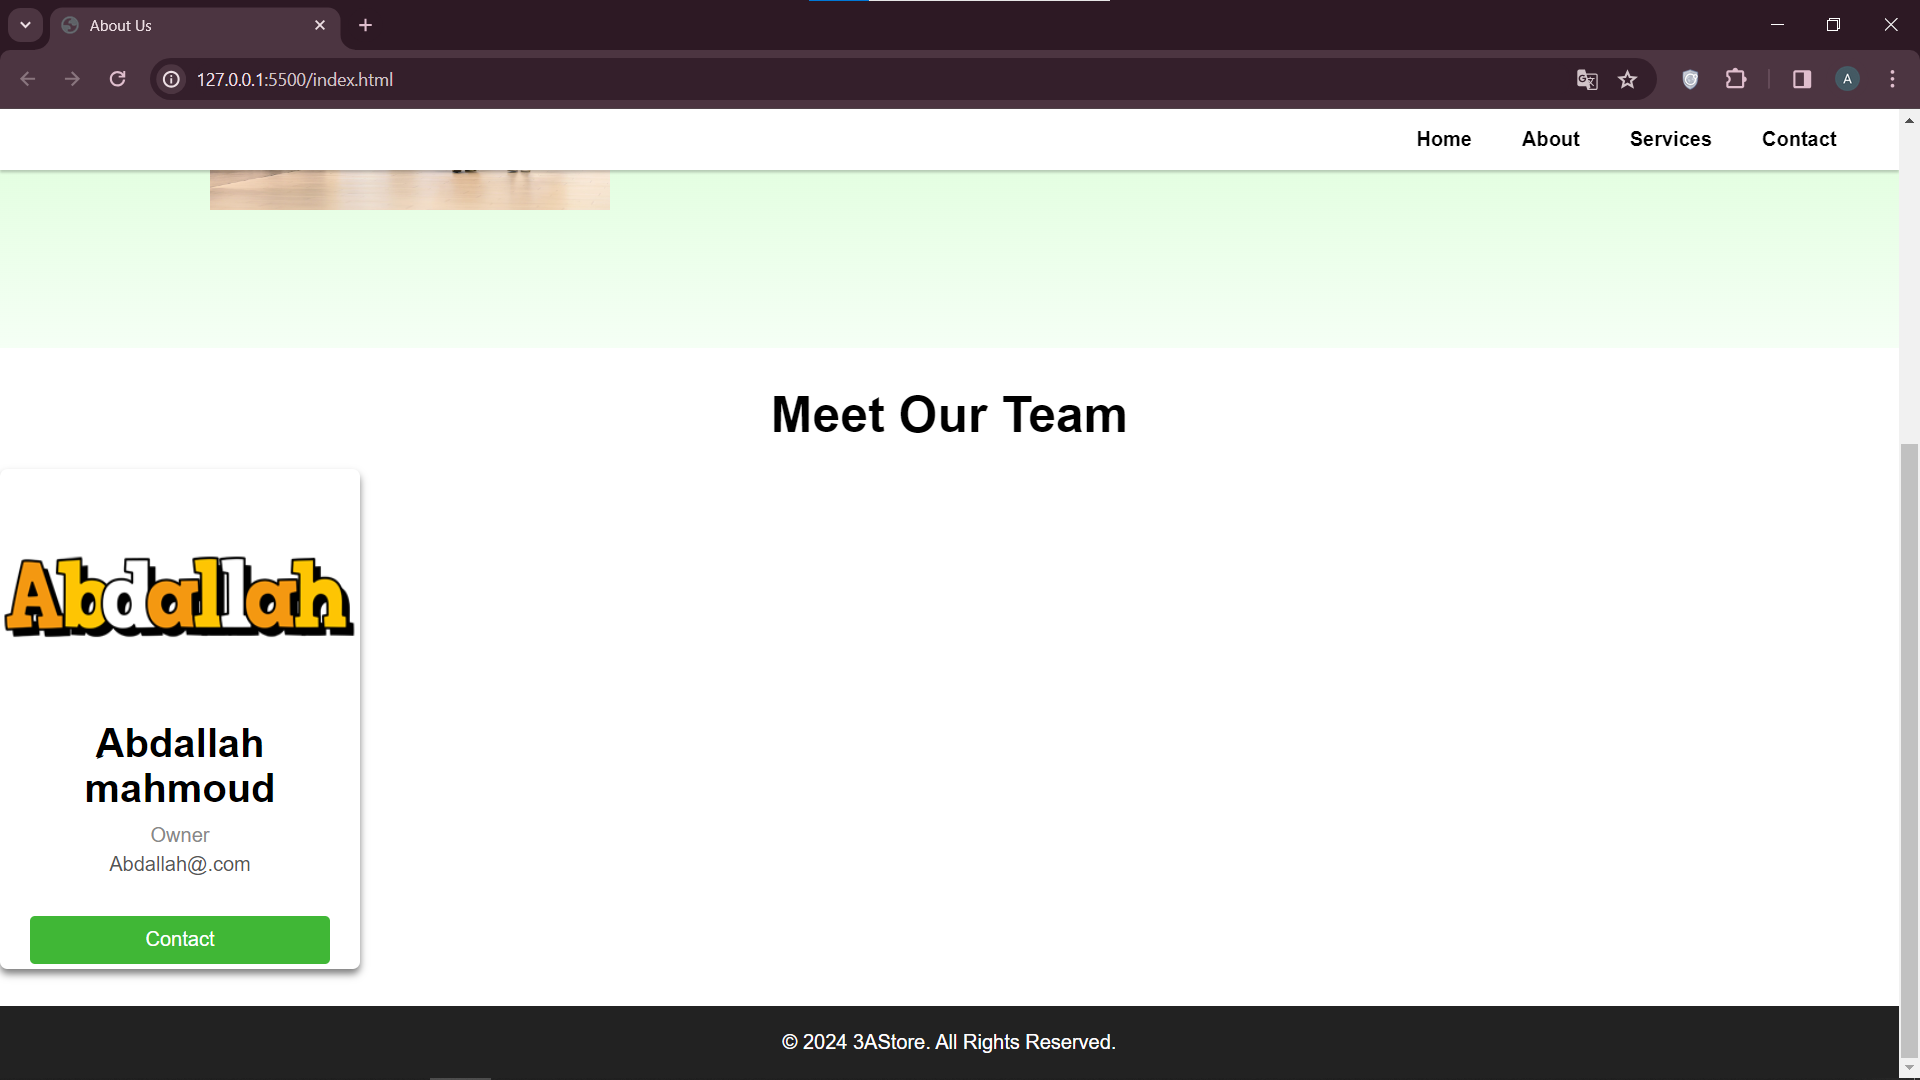 About Us
127.0.0.1:5500/index.html
A
Home About Services Contact
Meet Our Team
Abdallah
Abdallah
mahmoud
Owner
Abdallah@.com
Contact
© 2024 3AStore. All Rights Reserved.